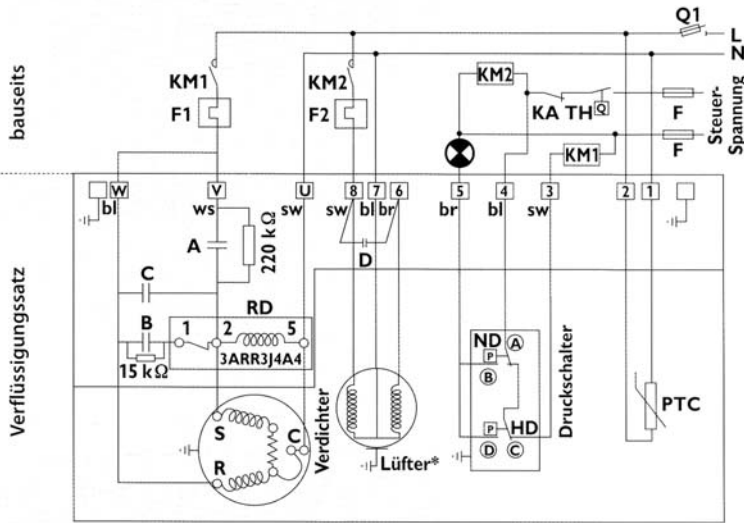 Q1
L
N
bauseits
KM1
F1
KM2
F2
KM2
KA TH
Q
F
F
Steuer-
Spannung
KM1
W
V
U
8
7
6
5
4
3
2
1
bl
ws
sw
sw
bl
br
br
bl
sw
A
220 kΩ
D
C
B
RD
1
2
5
3ARR3J4A4
15 kΩ
Verflüssigungssatz
S
C
R
Verdichter
Lüfter*
ND
A
P
B
P
HD
D
C
Druckschalter
PTC